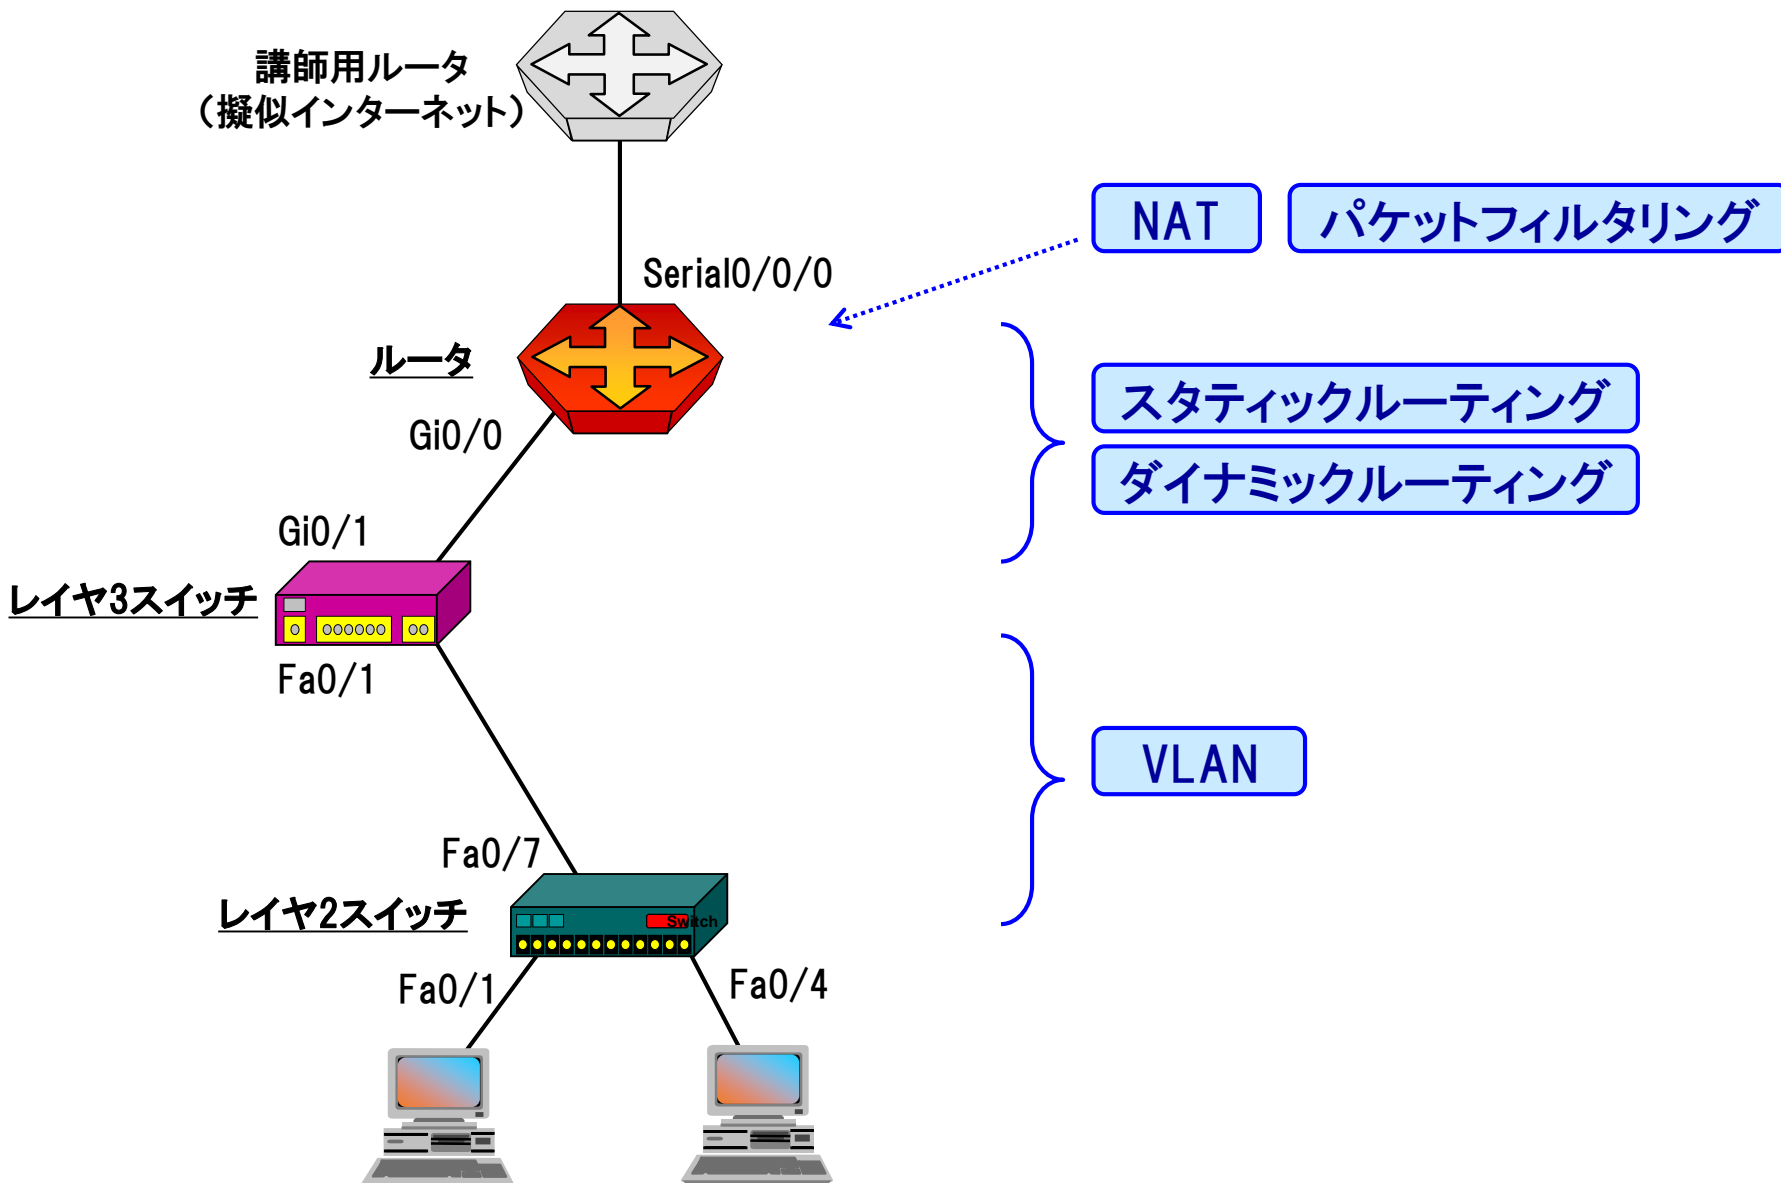 講師用ルータ
（擬似インターネット）
NAT
パケットフィルタリング
Serial0/0/0
ルータ
スタティックルーティング
Gi0/0
ダイナミックルーティング
Gi0/1
レイヤ3スイッチ
Fa0/1
VLAN
Fa0/7
レイヤ2スイッチ
Switch
Fa0/1
Fa0/4